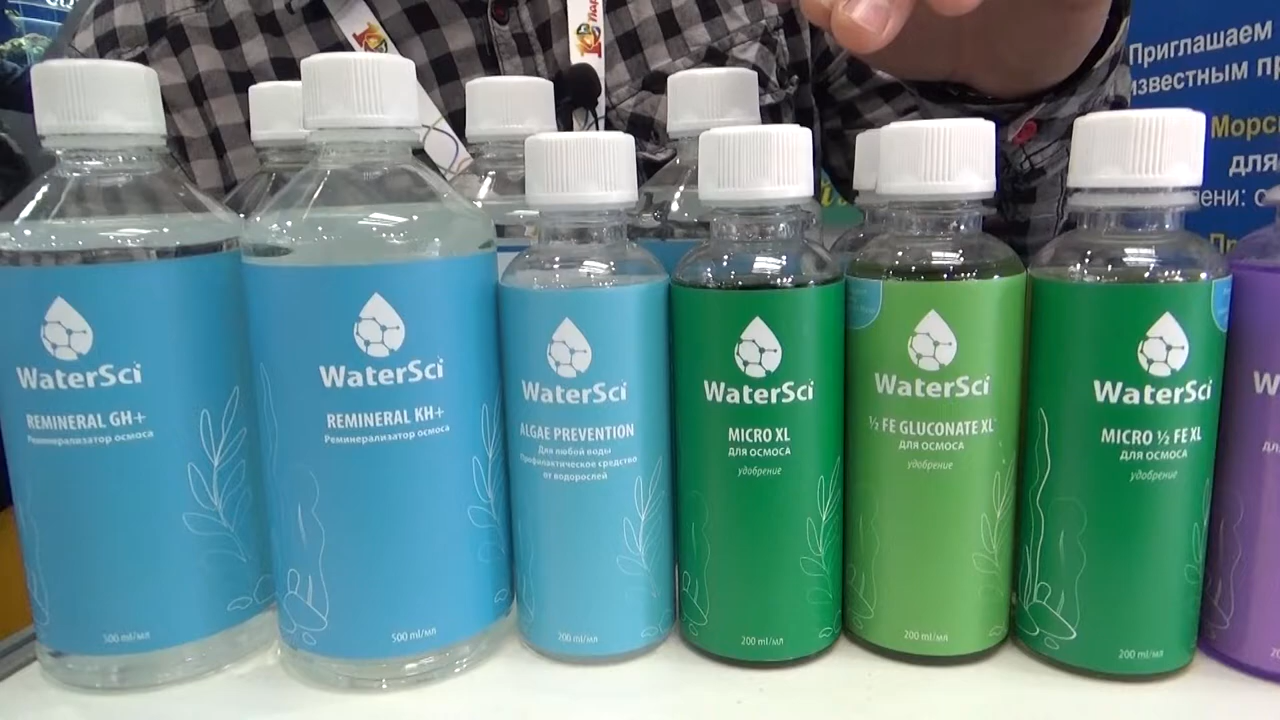 Приглашаем
известным пр
Морс
для
пени: с
WaterSci
REMINERAL GH+
Реминерализатор осмоса
500 ml/мл
WaterSci
REMINERAL KH+
Реминерализатор осмоса
500 ml/мл
WaterSci
ALGAE PREVENTION
Для любой воды
Профилактическое средство
от водорослей
200 ml/мл
WaterSci
MICRO XL
ДЛЯ ОСМОСА
удобрение
200 ml/мл
WaterSci
½ FE GLUCONATE XL
ДЛЯ ОСМОСА
удобрение
200 ml/мл
WaterSci
MICRO ½ FE XL
ДЛЯ ОСМОСА
удобрение
200 ml/мл
W